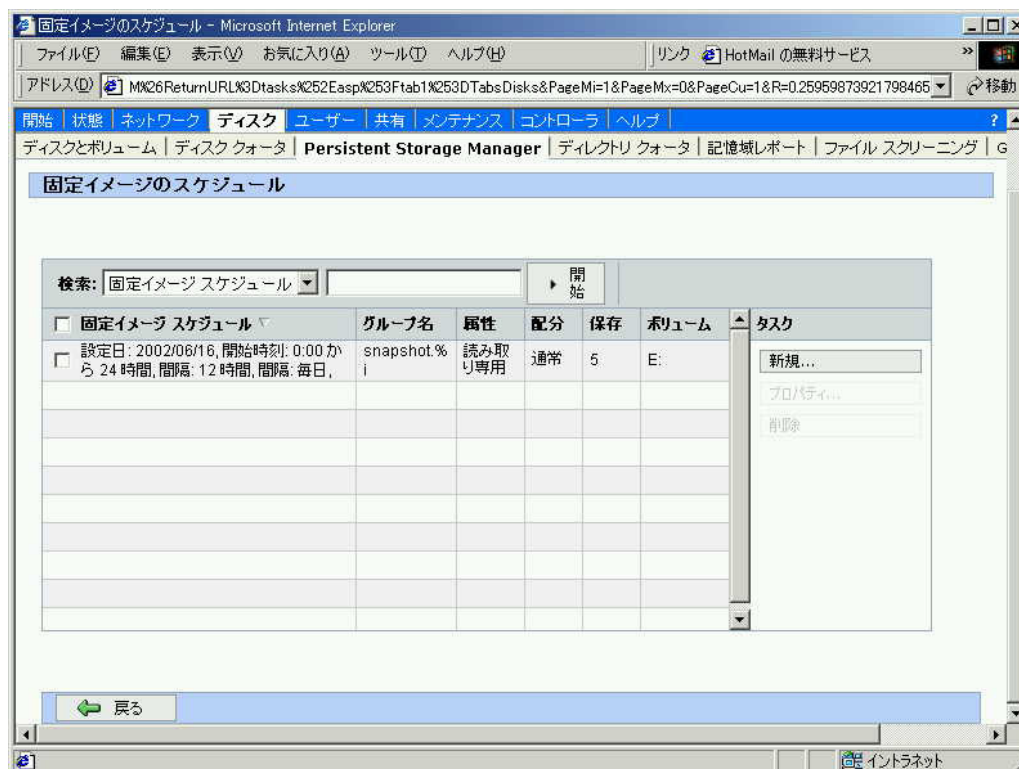 固定イメージのスケジュール - Microsoft Internet Explorer
ファイル(F) 編集(E) 表示(V) お気に入り(A) ツール(T) ヘルプ(H) リンク HotMail の無料サービス »
アドレス(D) M%26ReturnURL%3Dtasks%252Easp%253Ftab1%253DTabsDisks&PageMi=1&PageMx=0&PageCu=1&R=0.25959873921798465 移動
開始 状態 ネットワーク ディスク ユーザー 共有 メンテナンス コントローラ ヘルプ ?
ディスクとボリューム ディスク クォータ Persistent Storage Manager ディレクトリ クォータ 記憶域レポート ファイル スクリーニング G
固定イメージのスケジュール
検索: 固定イメージ スケジュール 開始
固定イメージ スケジュール グループ名 属性 配分 保存 ボリューム タスク
設定日: 2002/06/16, 開始時刻: 0:00 から 24 時間, 間隔: 12 時間, 間隔: 毎日, snapshot.%i 読み取り専用 通常 5 E:
新規...
プロパティ...
削除
戻る
イントラネット